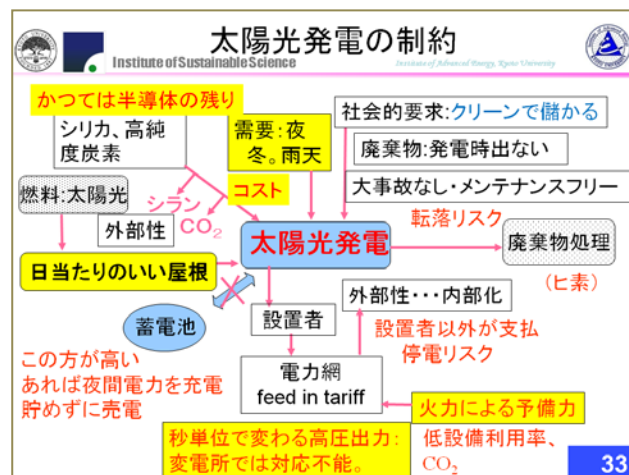 太陽光発電の制約
Institute of Sustainable Science
Institute of Advanced Energy, Kyoto University
かつては半導体の残り
シリカ、高純
度炭素
需要:夜
冬。雨天
社会的要求:クリーンで儲かる
廃棄物:発電時出ない
大事故なし・メンテナンスフリー
燃料:太陽光
シラン
CO2
コスト
外部性
太陽光発電
転落リスク
廃棄物処理
(ヒ素)
日当たりのいい屋根
蓄電池
設置者
外部性・・・内部化
設置者以外が支払
停電リスク
この方が高い
あれば夜間電力を充電
貯めずに売電
電力網
feed in tariff
火力による予備力
低設備利用率、
CO2
秒単位で変わる高圧出力:
変電所では対応不能。
33